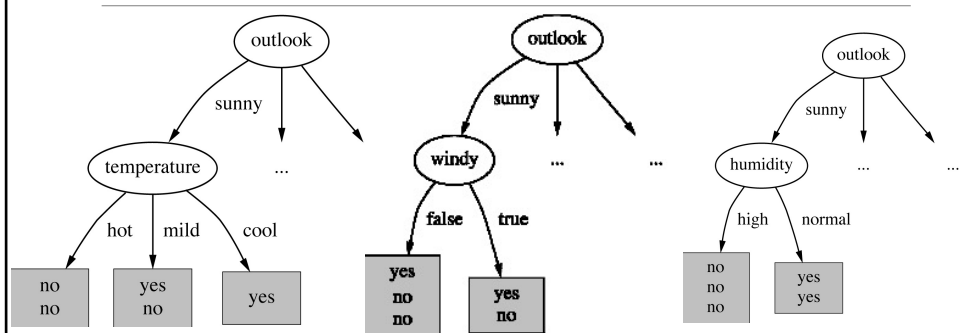 outlook
sunny
temperature
...
hot mild cool
no
no
yes
no
yes
outlook
sunny
windy
... ...
false true
yes
no
no
yes
no
outlook
sunny
humidity
... ...
high normal
no
no
no
yes
yes